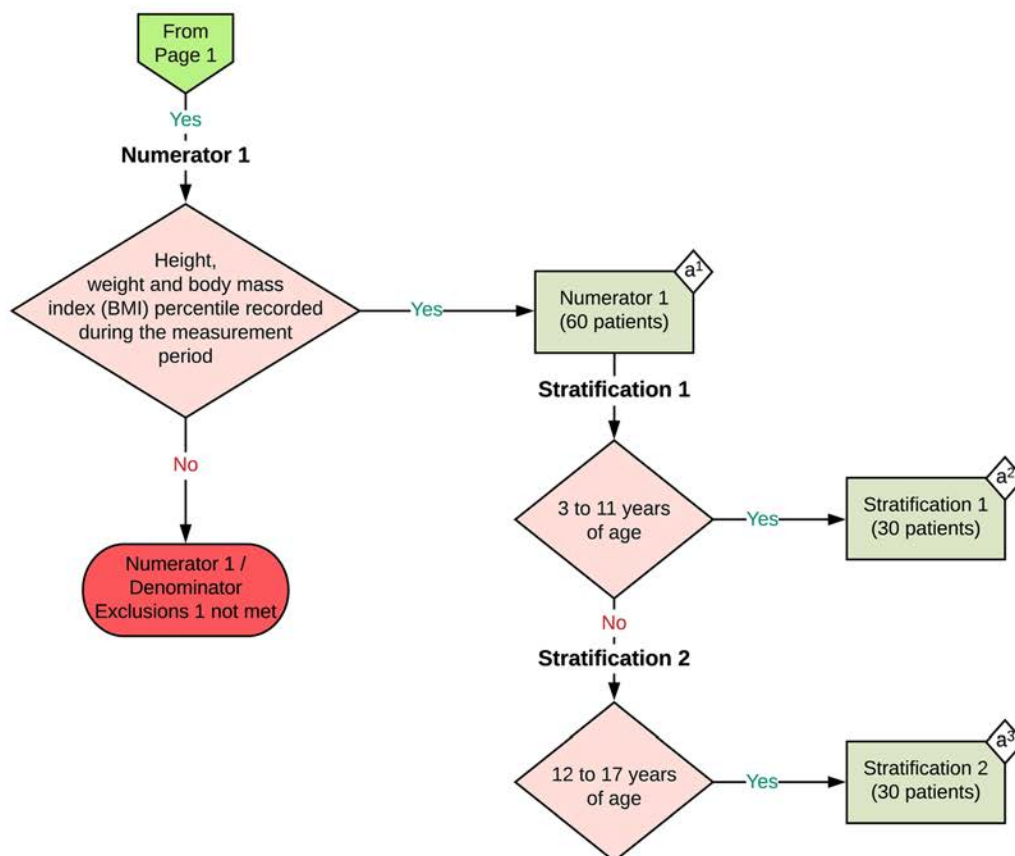 From
Page 1
Yes
Numerator 1
Height,
weight and body mass
index (BMI) percentile recorded
during the measurement
period
Yes
a¹
Numerator 1
(60 patients)
No
Numerator 1 /
Denominator
Exclusions 1 not met
Stratification 1
3 to 11 years
of age
Yes
a²
Stratification 1
(30 patients)
No
Stratification 2
12 to 17 years
of age
Yes
a³
Stratification 2
(30 patients)